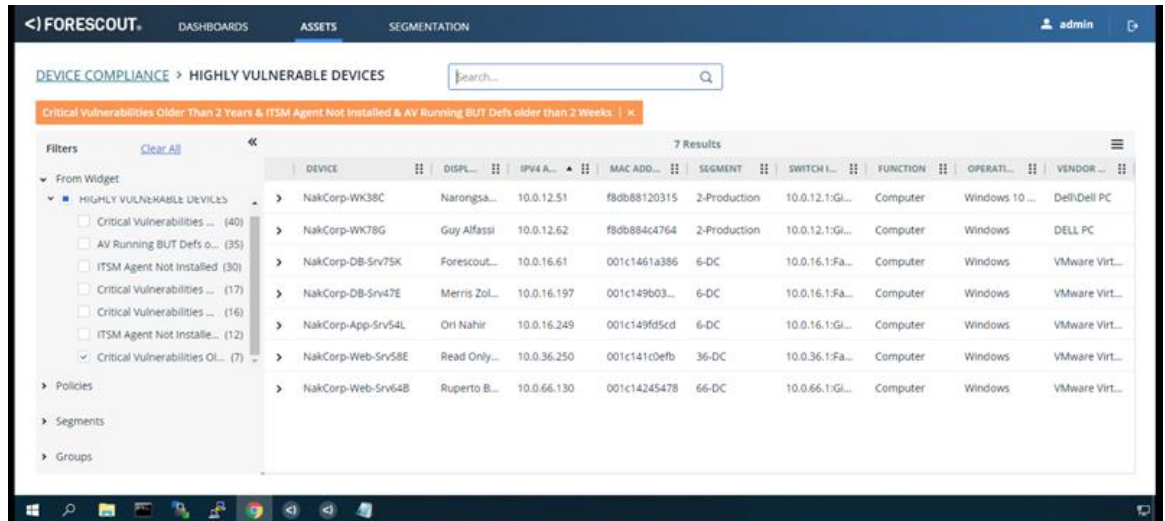 <) FORESCOUT. DASHBOARDS ASSETS SEGMENTATION admin
DEVICE COMPLIANCE > HIGHLY VULNERABLE DEVICES Search...
Critical Vulnerabilities Older Than 2 Years & ITSM Agent Not Installed & AV Running BUT Defs older than 2 Weeks | ×
Filters Clear All « 7 Results
DEVICE DISPL... IPV4 A... MAC ADD... SEGMENT SWITCH I... FUNCTION OPERATI... VENDOR ...
From Widget
HIGHLY VULNERABLE DEVICES
Critical Vulnerabilities ... (40)
AV Running BUT Defs o... (35)
ITSM Agent Not Installed (30)
Critical Vulnerabilities ... (17)
Critical Vulnerabilities ... (16)
ITSM Agent Not Installe... (12)
Critical Vulnerabilities Ol... (7)
Policies
Segments
Groups
NakCorp-WK38C Narongsa... 10.0.12.51 f8db88120315 2-Production 10.0.12.1:Gi... Computer Windows 10 ... Dell\Dell PC
NakCorp-WK78G Guy Alfassi 10.0.12.62 f8db884c4764 2-Production 10.0.12.1:Gi... Computer Windows DELL PC
NakCorp-DB-Srv75K Forescout... 10.0.16.61 001c1461a386 6-DC 10.0.16.1:Fa... Computer Windows VMware Virt...
NakCorp-DB-Srv47E Merris Zol... 10.0.16.197 001c149b03... 6-DC 10.0.16.1:Fa... Computer Windows VMware Virt...
NakCorp-App-Srv54L Ori Nahir 10.0.16.249 001c149fd5cd 6-DC 10.0.16.1:Gi... Computer Windows VMware Virt...
NakCorp-Web-Srv58E Read Only... 10.0.36.250 001c141c0efb 36-DC 10.0.36.1:Fa... Computer Windows VMware Virt...
NakCorp-Web-Srv64B Ruperto B... 10.0.66.130 001c14245478 66-DC 10.0.66.1:Gi... Computer Windows VMware Virt...